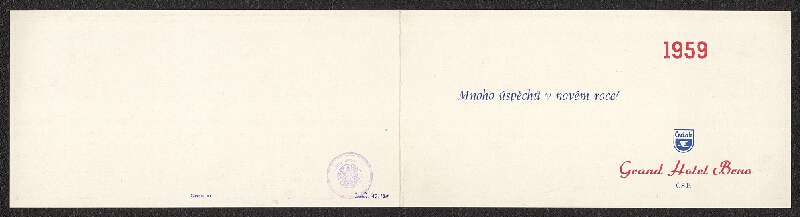 1959
Mnoho úspěchů v novém roce!
Čedok
Grand Hotel Brno
ČSR